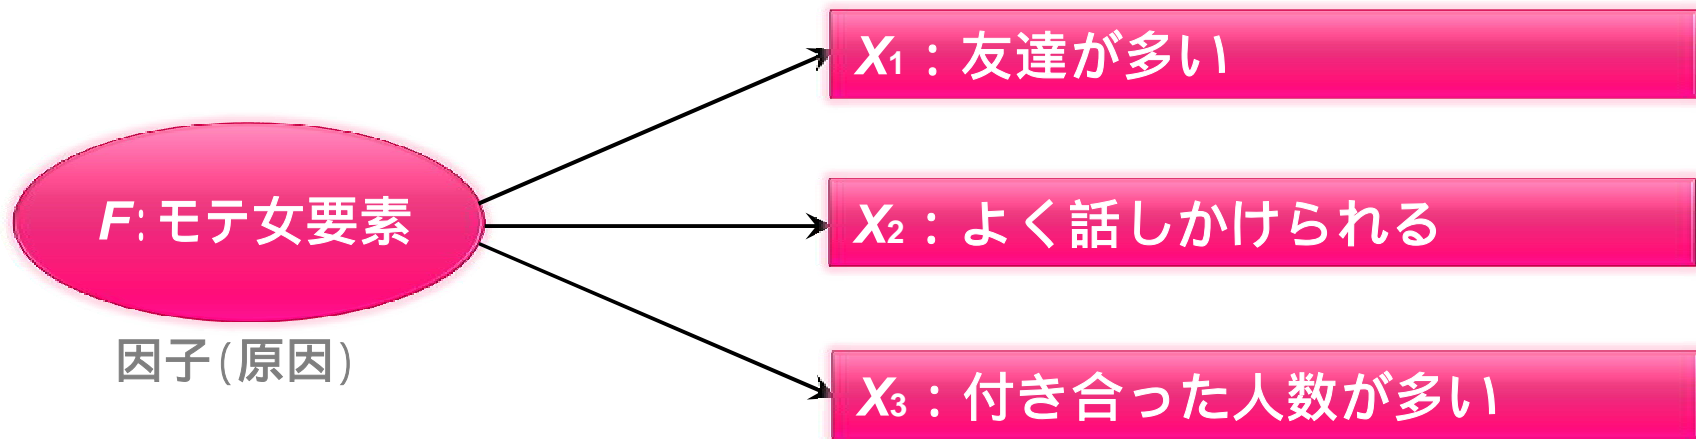 X1：友達が多い
F:モテ女要素
X2：よく話しかけられる
因子(原因)
X3：付き合った人数が多い